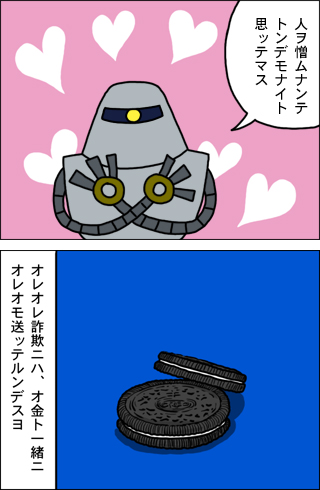 人ヲ憎ムナンテ
トンデモナイト
思ッテマス
オレオレ詐欺ニハ、オ金ト一緒ニ
オレオモ送ッテルンデスヨ